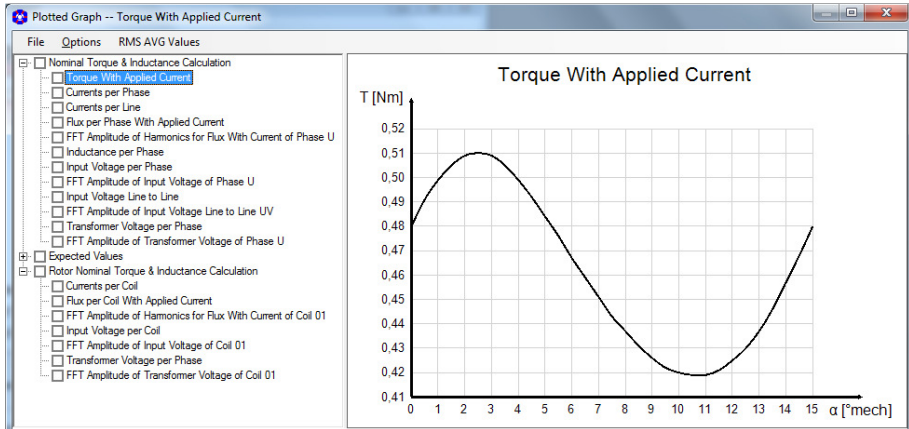 Plotted Graph -- Torque With Applied Current
File Options RMS AVG Values
Nominal Torque & Inductance Calculation
Torque With Applied Current
Currents per Phase
Currents per Line
Flux per Phase With Applied Current
FFT Amplitude of Harmonics for Flux With Current of Phase U
Inductance per Phase
Input Voltage per Phase
FFT Amplitude of Input Voltage of Phase U
Input Voltage Line to Line
FFT Amplitude of Input Voltage Line to Line UV
Transformer Voltage per Phase
FFT Amplitude of Transformer Voltage of Phase U
Expected Values
Rotor Nominal Torque & Inductance Calculation
Currents per Coil
Flux per Coil With Applied Current
FFT Amplitude of Harmonics for Flux With Current of Coil 01
Input Voltage per Coil
FFT Amplitude of Input Voltage of Coil 01
Transformer Voltage per Phase
FFT Amplitude of Transformer Voltage of Coil 01
Torque With Applied Current
T [Nm]
0,52
0,51
0,50
0,49
0,48
0,47
0,46
0,45
0,44
0,43
0,42
0,41
0 1 2 3 4 5 6 7 8 9 10 11 12 13 14 15 α [°mech]